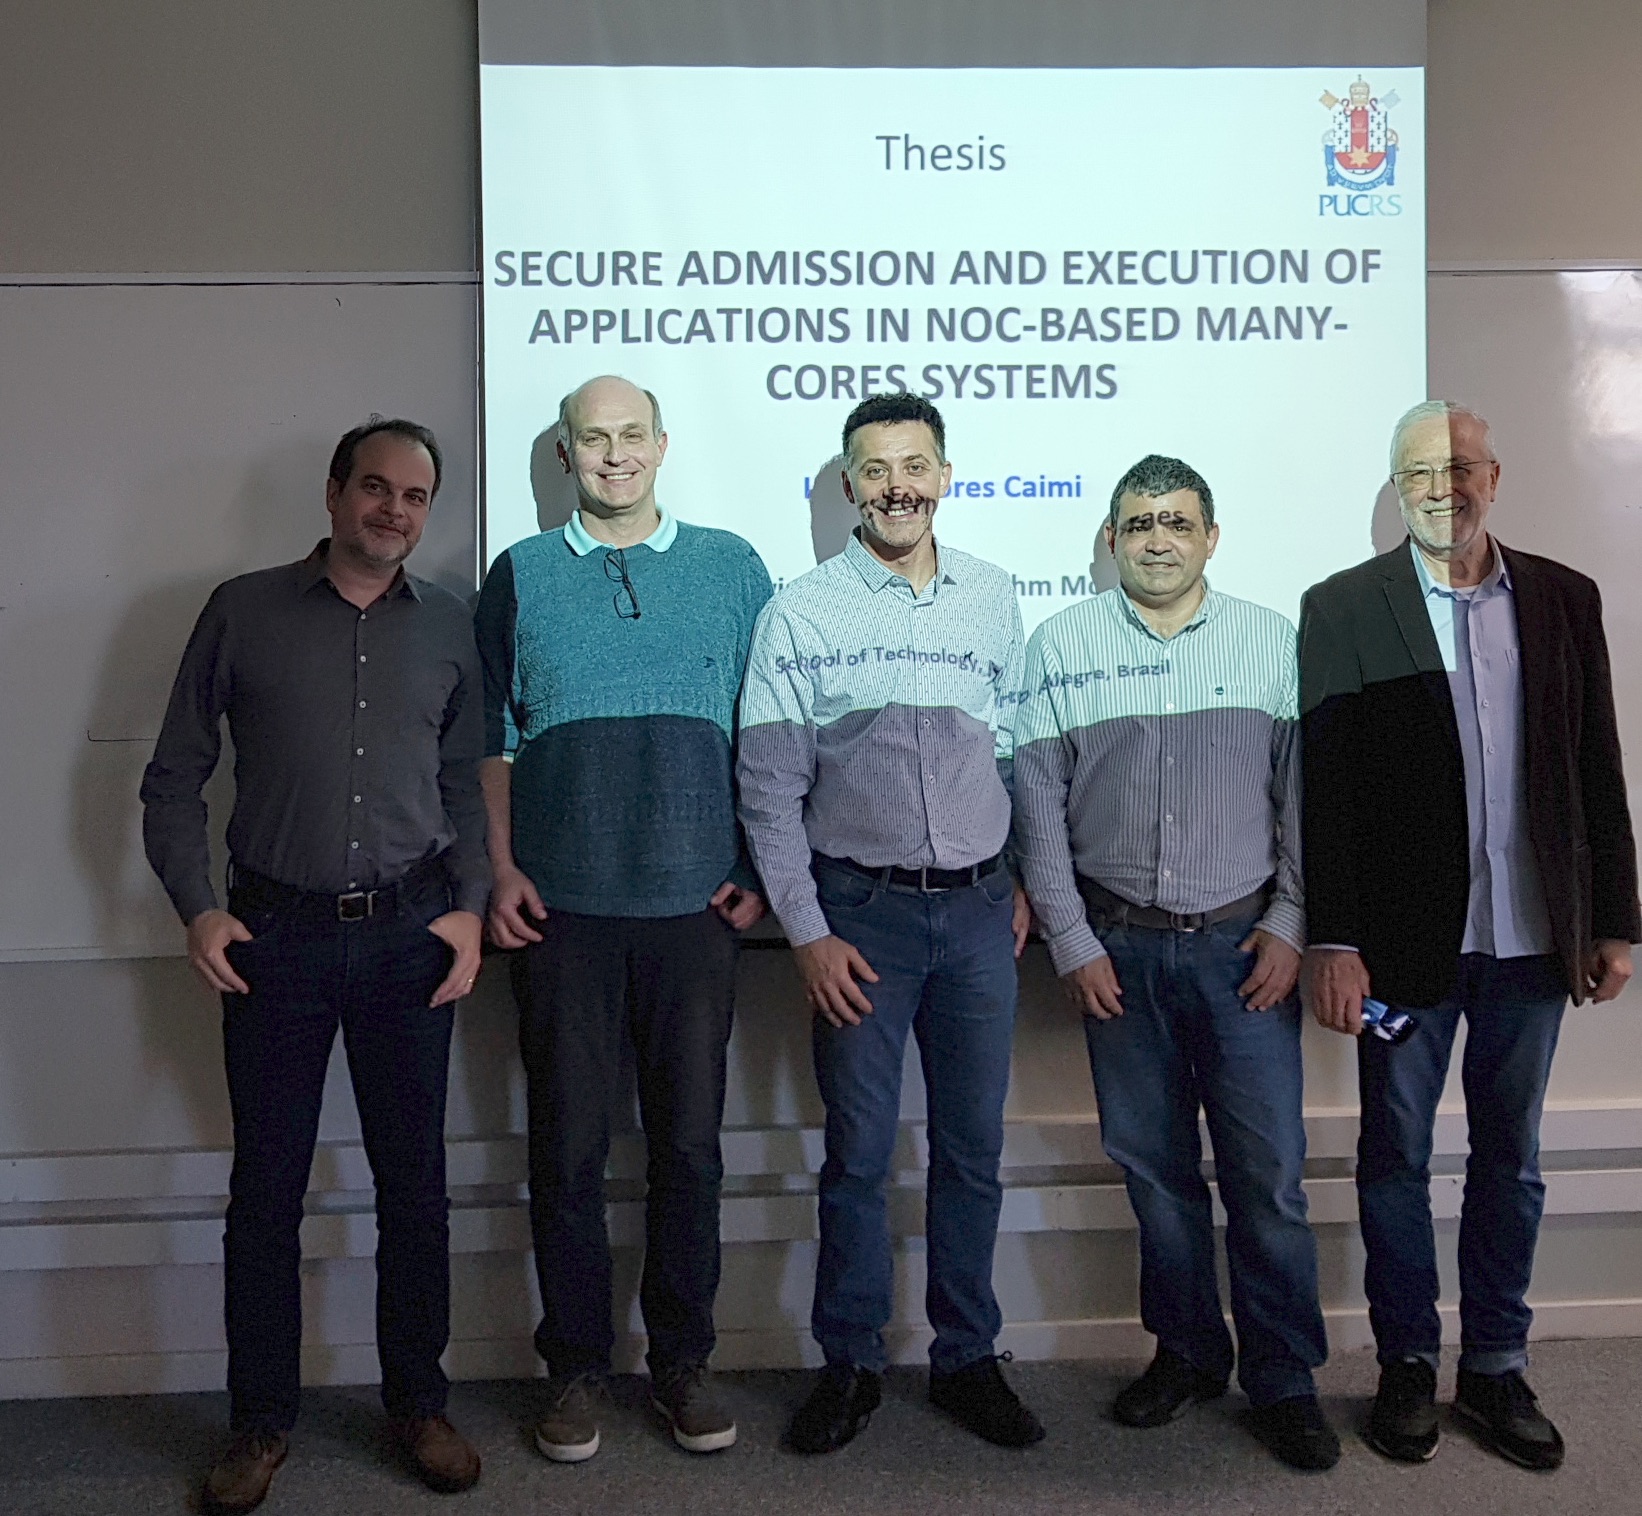 Thesis
PUCRS
SECURE ADMISSION AND EXECUTION OF
APPLICATIONS IN NOC-BASED MANY-
CORES SYSTEMS
Caimi
School of Technology,
Alegre, Brazil